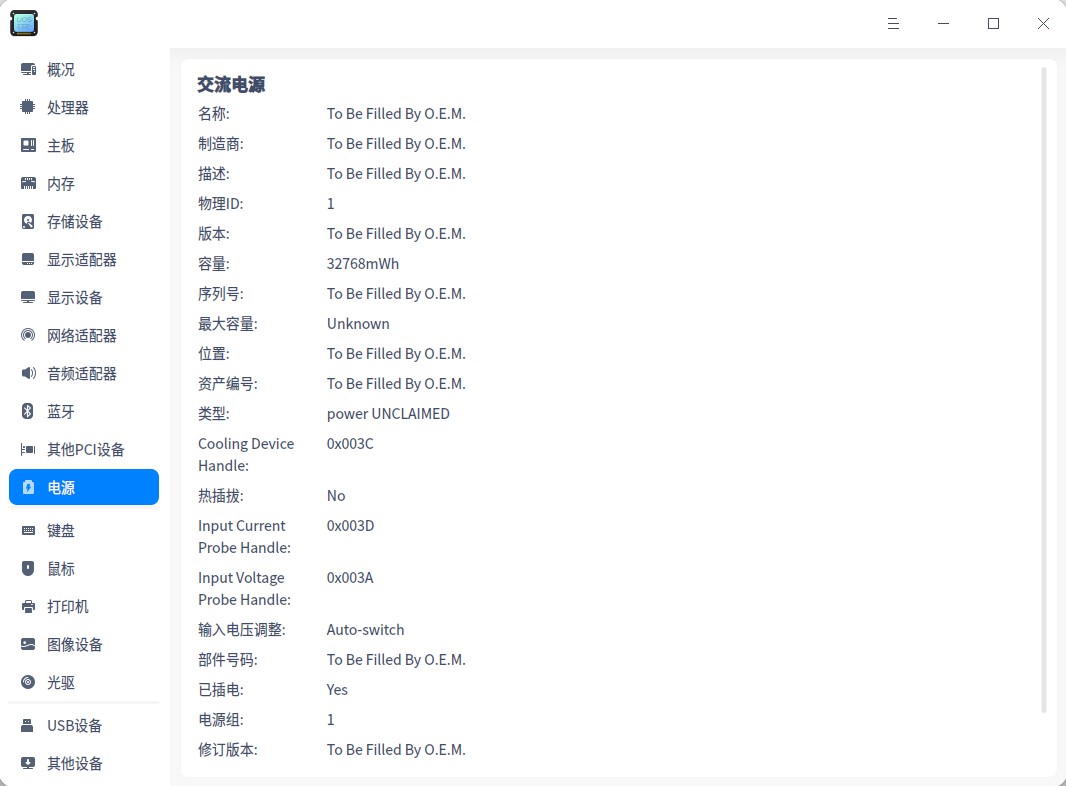 概况
处理器
主板
内存
存储设备
显示适配器
显示设备
网络适配器
音频适配器
蓝牙
其他PCI设备
电源
键盘
鼠标
打印机
图像设备
光驱
USB设备
其他设备
交流电源
名称: To Be Filled By O.E.M.
制造商: To Be Filled By O.E.M.
描述: To Be Filled By O.E.M.
物理ID: 1
版本: To Be Filled By O.E.M.
容量: 32768mWh
序列号: To Be Filled By O.E.M.
最大容量: Unknown
位置: To Be Filled By O.E.M.
资产编号: To Be Filled By O.E.M.
类型: power UNCLAIMED
Cooling Device 0x003C
Handle:
热插拔: No
Input Current 0x003D
Probe Handle:
Input Voltage 0x003A
Probe Handle:
输入电压调整: Auto-switch
部件号码: To Be Filled By O.E.M.
已插电: Yes
电源组: 1
修订版本: To Be Filled By O.E.M.